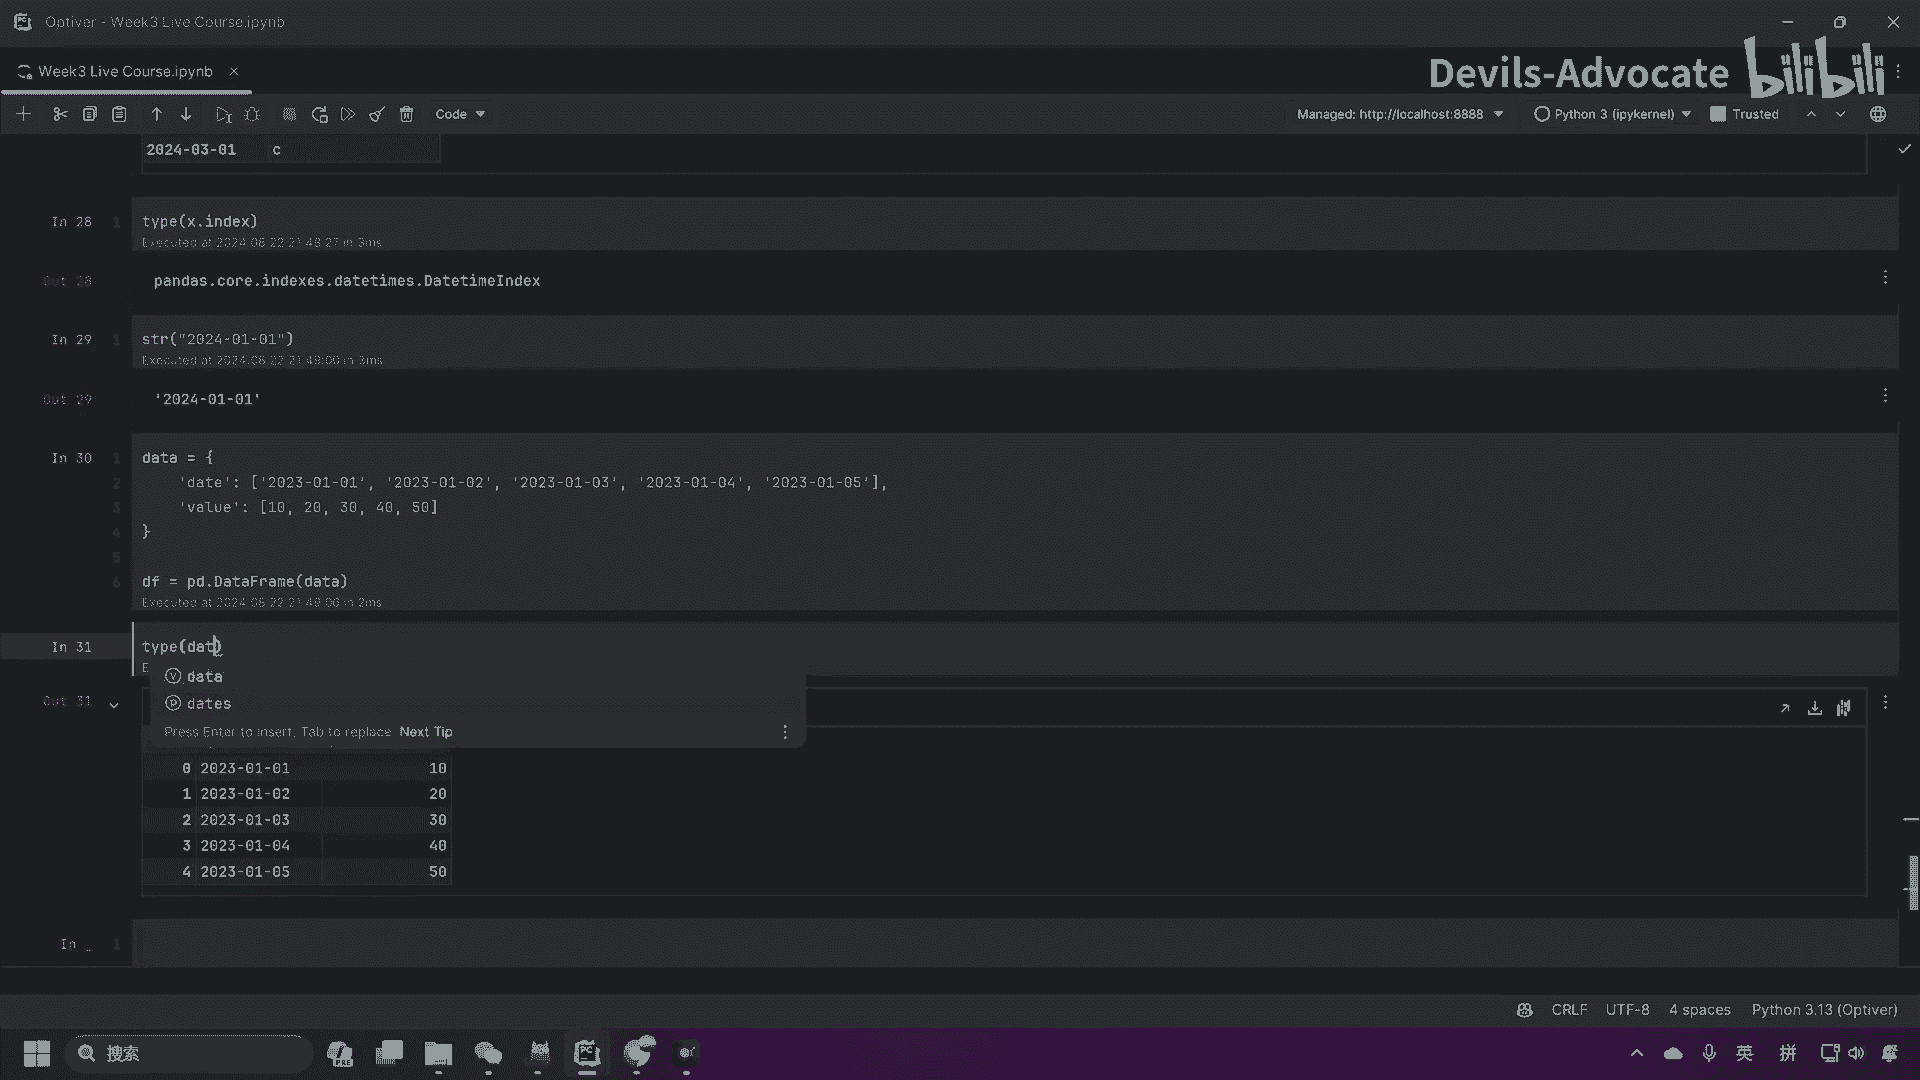 Optiver - Week3 Live Course.ipynb
Week3 Live Course.ipynb
Devils-Advocate bilibili
Code
Managed: http://localhost:8888
Python 3 (ipykernel)
Trusted
2024-03-01 c
In 28 1 type(x.index)
Executed at 2024.08.22 21:48:27 in 3ms
Out 28 pandas.core.indexes.datetimes.DatetimeIndex
In 29 1 str("2024-01-01")
Executed at 2024.08.22 21:49:00 in 3ms
Out 29 '2024-01-01'
In 30 1 data = {
2 'date': ['2023-01-01', '2023-01-02', '2023-01-03', '2023-01-04', '2023-01-05'],
3 'value': [10, 20, 30, 40, 50]
4 }
5
6 df = pd.DataFrame(data)
Executed at 2024.08.22 21:49:06 in 2ms
In 31 type(dat)
E
data
dates
Press Enter to insert, Tab to replace Next Tip
Out 31
0 2023-01-01 10
1 2023-01-02 20
2 2023-01-03 30
3 2023-01-04 40
4 2023-01-05 50
In _ 1
CRLF UTF-8 4 spaces Python 3.13 (Optiver)
搜索
PRE
PC
英
拼